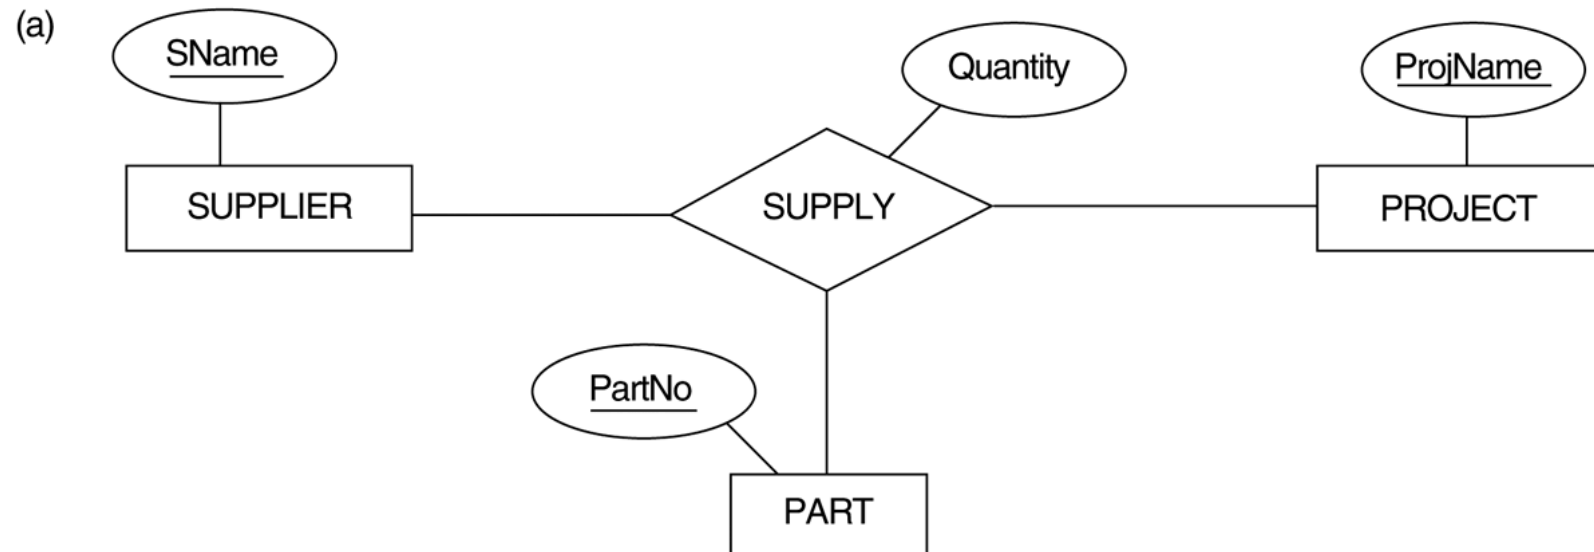 (a)
SName
Quantity
ProjName
SUPPLIER
SUPPLY
PROJECT
PartNo
PART